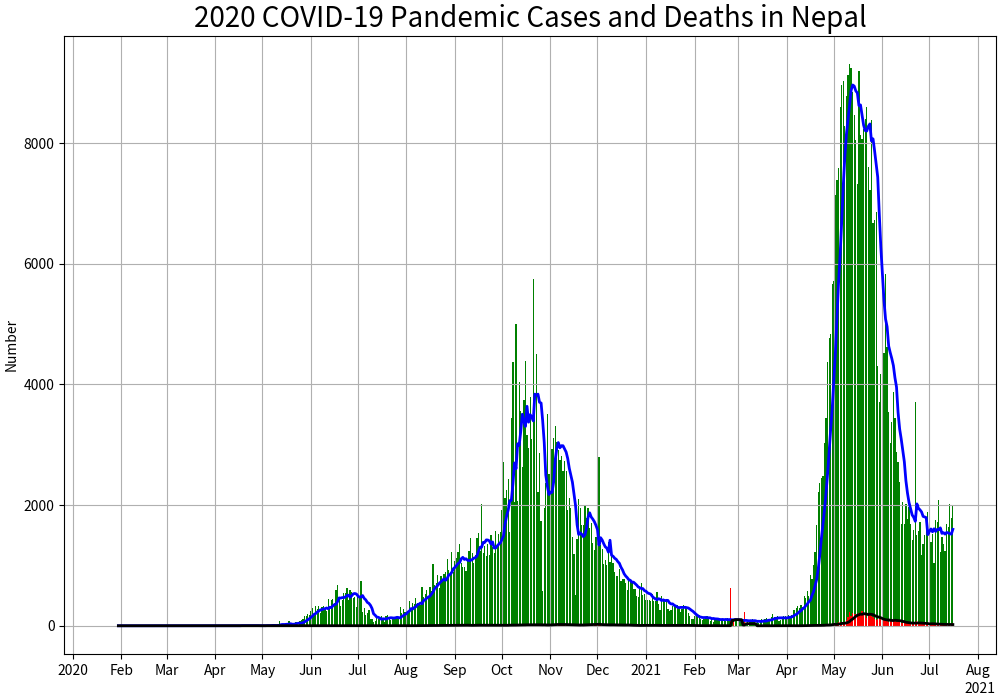 2020 COVID-19 Pandemic Cases and Deaths in Nepal
Number
8000
6000
4000
2000
0
2020 Feb Mar Apr May Jun Jul Aug Sep Oct Nov Dec 2021 Feb Mar Apr May Jun Jul Aug
2021